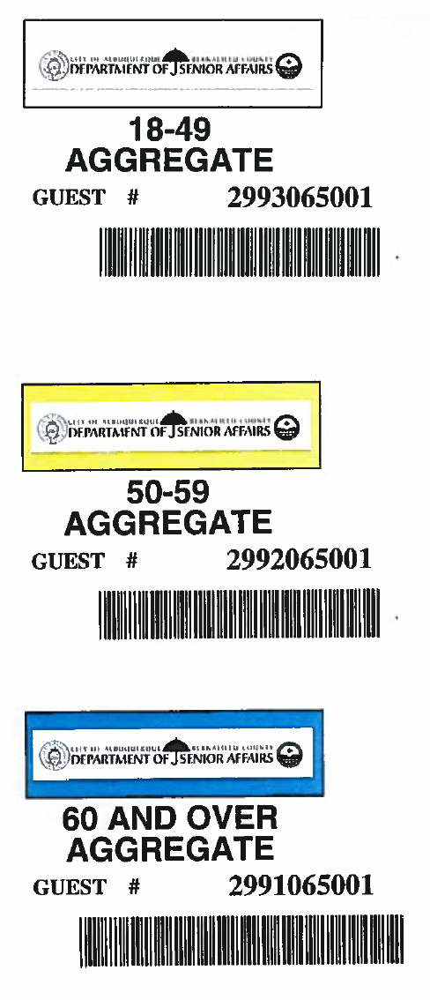 CITY OF ALBUQUERQUE BERNALILLO COUNTY
DEPARTMENT OF SENIOR AFFAIRS
18-49
AGGREGATE
GUEST # 2993065001
CITY OF ALBUQUERQUE BERNALILLO COUNTY
DEPARTMENT OF SENIOR AFFAIRS
50-59
AGGREGATE
GUEST # 2992065001
CITY OF ALBUQUERQUE BERNALILLO COUNTY
DEPARTMENT OF SENIOR AFFAIRS
60 AND OVER
AGGREGATE
GUEST # 2991065001